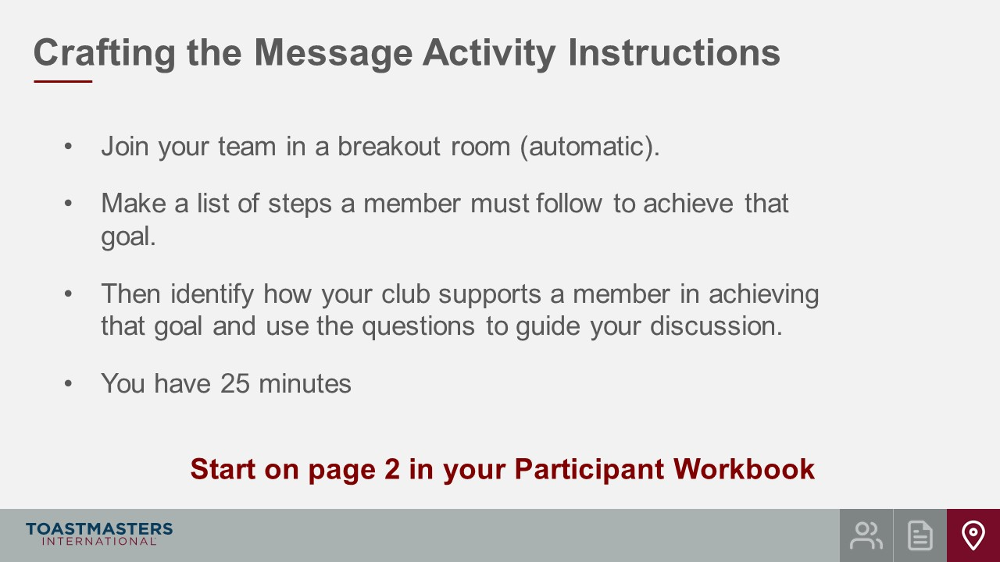 Crafting the Message Activity Instructions
• Join your team in a breakout room (automatic).
• Make a list of steps a member must follow to achieve that
goal.
• Then identify how your club supports a member in achieving
that goal and use the questions to guide your discussion.
• You have 25 minutes
Start on page 2 in your Participant Workbook
TOASTMASTERS
INTERNATIONAL